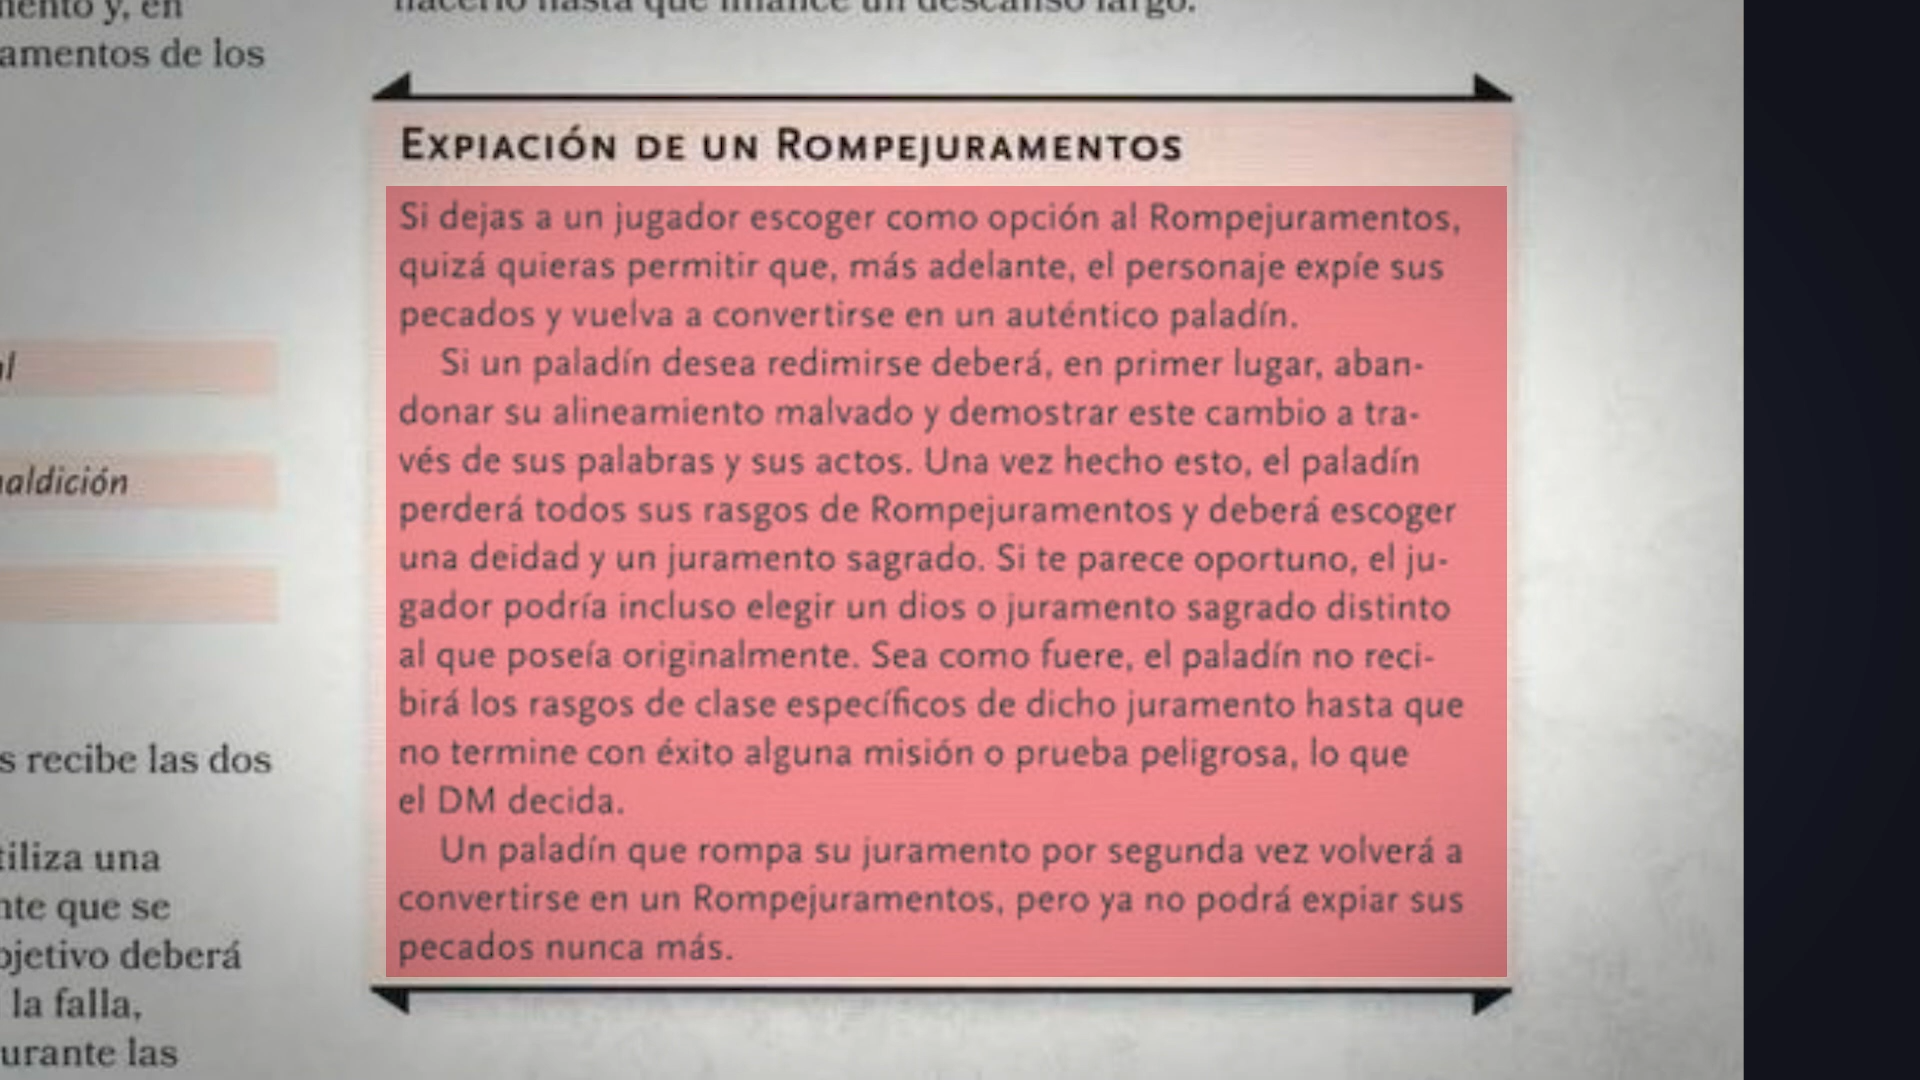 amentos de los
EXPIACIÓN DE UN ROMPEJURAMENTOS
Si dejas a un jugador escoger como opción al Rompejuramentos,
quizá quieras permitir que, más adelante, el personaje expíe sus
pecados y vuelva a convertirse en un auténtico paladín.
Si un paladín desea redimirse deberá, en primer lugar, aban-
donar su alineamiento malvado y demostrar este cambio a tra-
vés de sus palabras y sus actos. Una vez hecho esto, el paladín
perderá todos sus rasgos de Rompejuramentos y deberá escoger
una deidad y un juramento sagrado. Si te parece oportuno, el ju-
gador podría incluso elegir un dios o juramento sagrado distinto
al que poseía originalmente. Sea como fuere, el paladín no reci-
birá los rasgos de clase específicos de dicho juramento hasta que
no termine con éxito alguna misión o prueba peligrosa, lo que
el DM decida.
Un paladín que rompa su juramento por segunda vez volverá a
convertirse en un Rompejuramentos, pero ya no podrá expiar sus
pecados nunca más.
aldición
s recibe las dos
tiliza una
nte que se
bjetivo deberá
la falla,
urante las